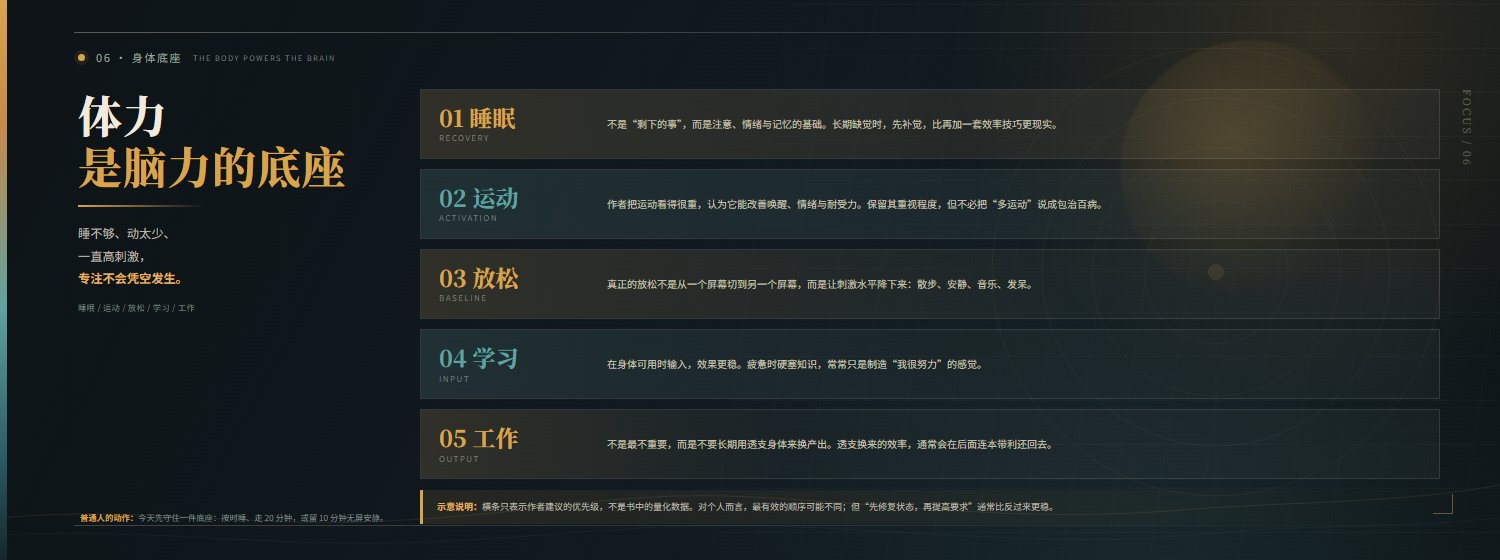 06 · 身体底座 THE BODY POWERS THE BRAIN
体力
是脑力的底座
睡不够、动太少、
一直高刺激，
专注不会凭空发生。
睡眠 / 运动 / 放松 / 学习 / 工作
普通人的动作：今天先守住一件底座：按时睡、走 20 分钟，或留 10 分钟无屏安静。
01 睡眠
RECOVERY
不是“剩下的事”，而是注意、情绪与记忆的基础。长期缺觉时，先补觉，比再加一套效率技巧更现实。
02 运动
ACTIVATION
作者把运动看得很重，认为它能改善唤醒、情绪与耐受力。保留其重视程度，但不必把“多运动”说成包治百病。
03 放松
BASELINE
真正的放松不是从一个屏幕切到另一个屏幕，而是让刺激水平降下来：散步、安静、音乐、发呆。
04 学习
INPUT
在身体可用时输入，效果更稳。疲惫时硬塞知识，常常只是制造“我很努力”的感觉。
05 工作
OUTPUT
不是最不重要，而是不要长期用透支身体来换产出。透支换来的效率，通常会在后面连本带利还回去。
示意说明：横条只表示作者建议的优先级，不是书中的量化数据。对个人而言，最有效的顺序可能不同；但“先修复状态，再提高要求”通常比反过来更稳。
FOCUS / 06